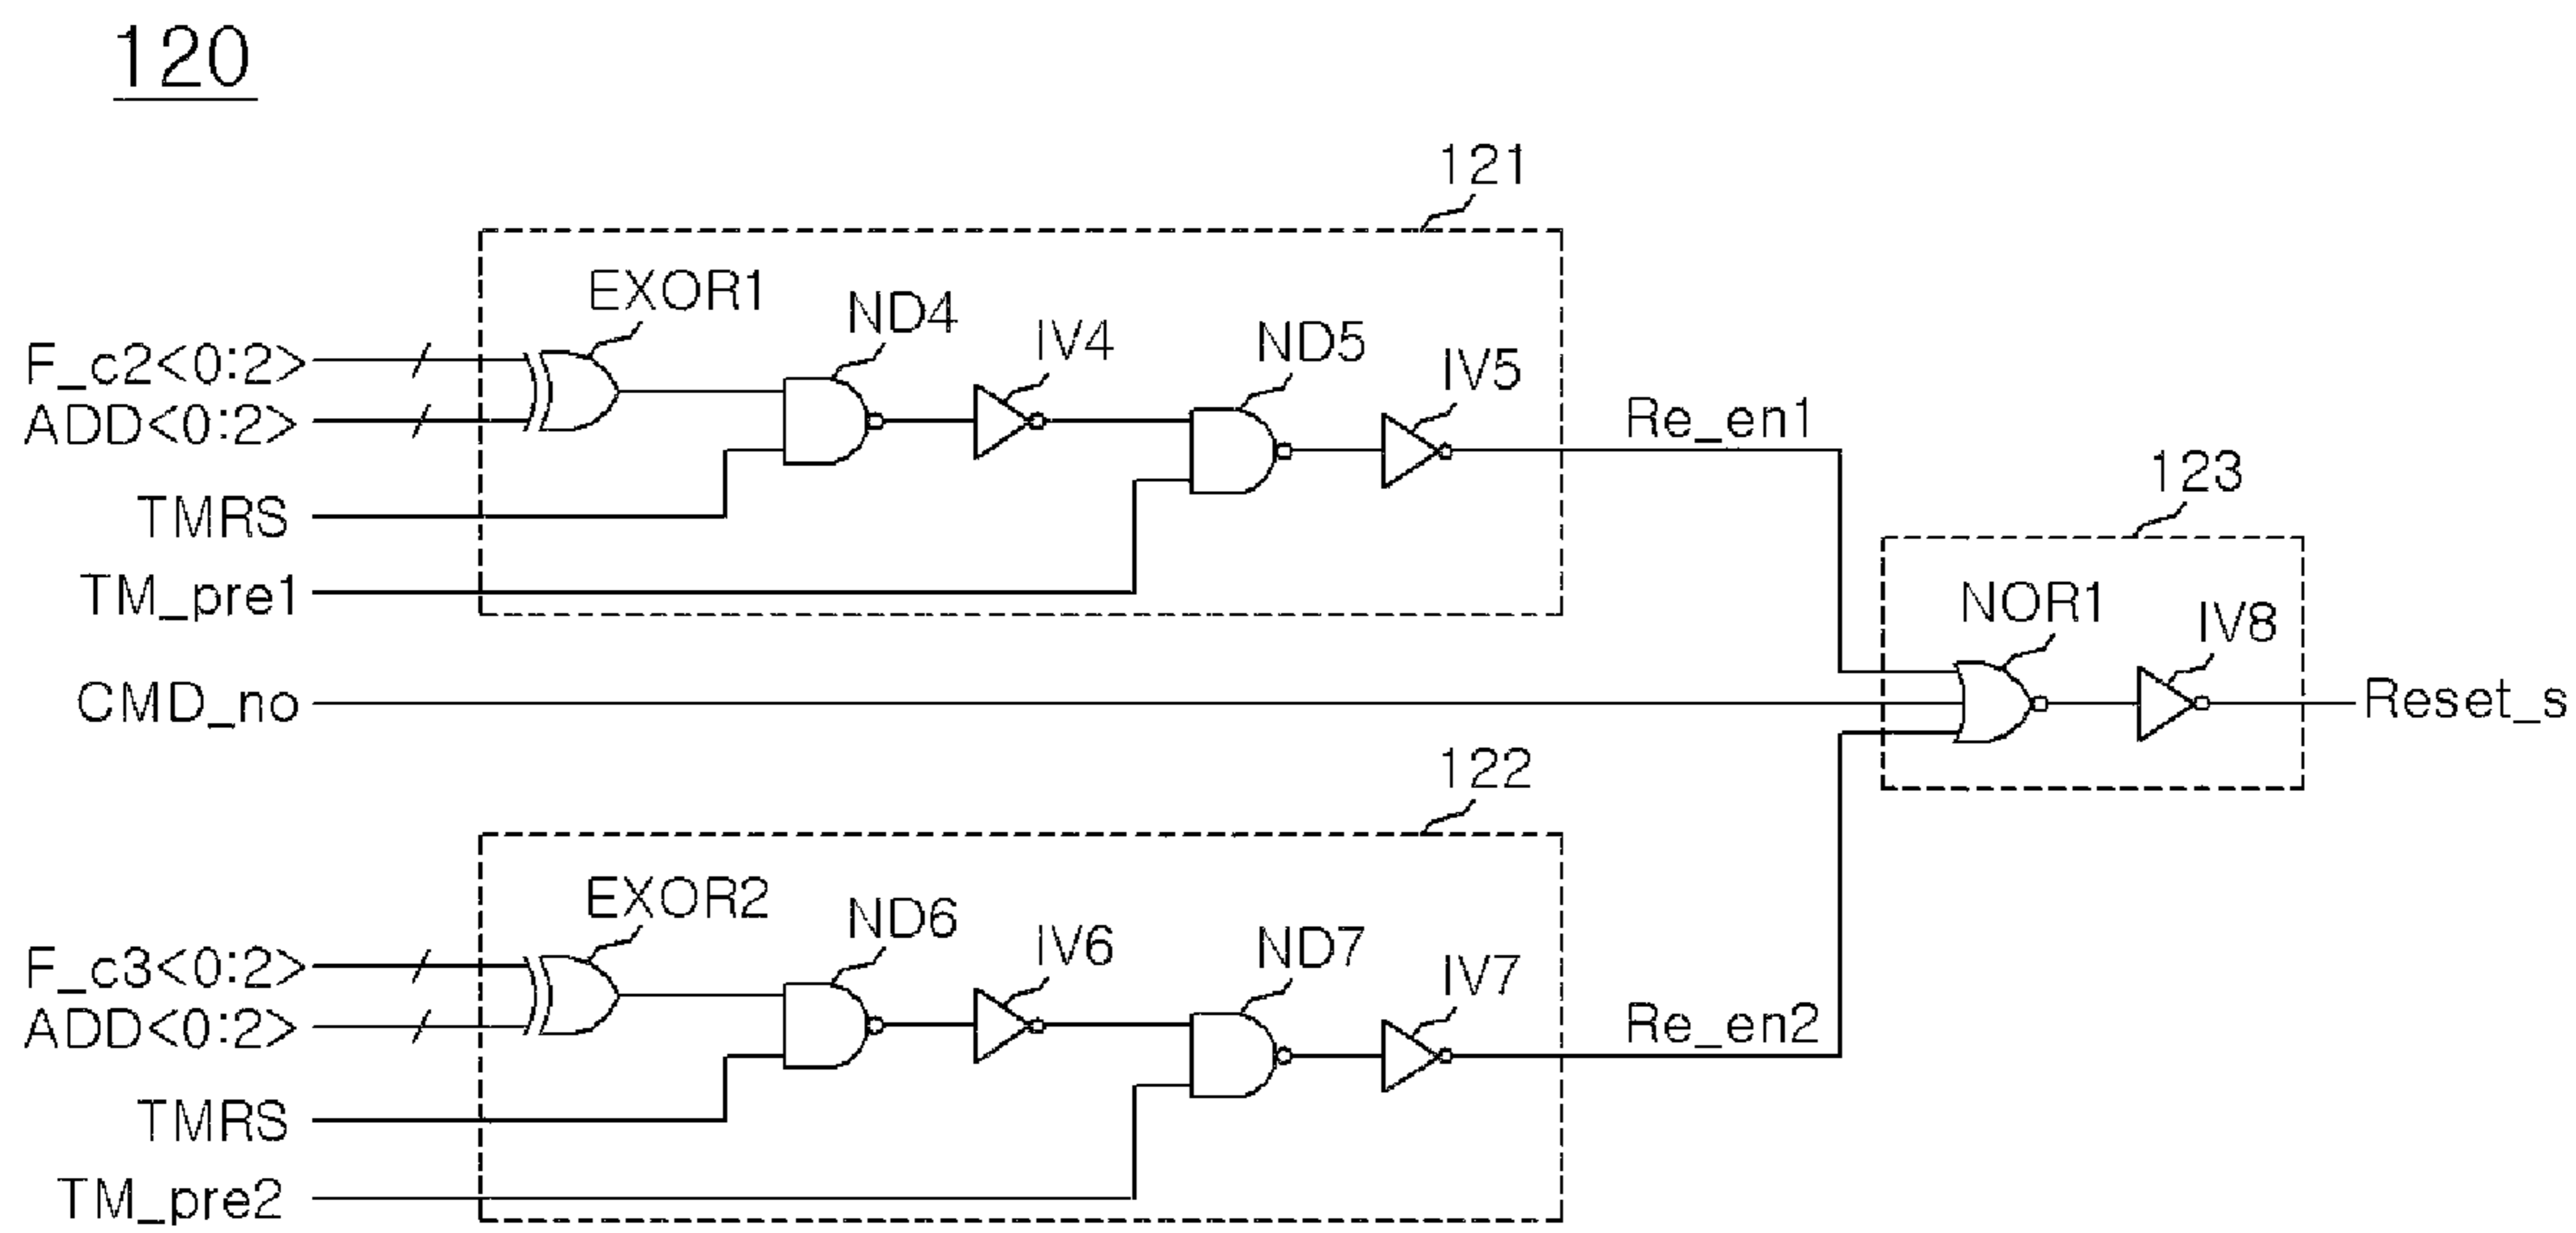 120
121
EXOR1
ND4
IV4
ND5
IV5
F_c2<0:2>
ADD<0:2>
Re_en1
TMRS
TM_pre1
123
NOR1
IV8
CMD_no
Reset_s
122
EXOR2
ND6
IV6
ND7
IV7
F_c3<0:2>
ADD<0:2>
Re_en2
TMRS
TM_pre2